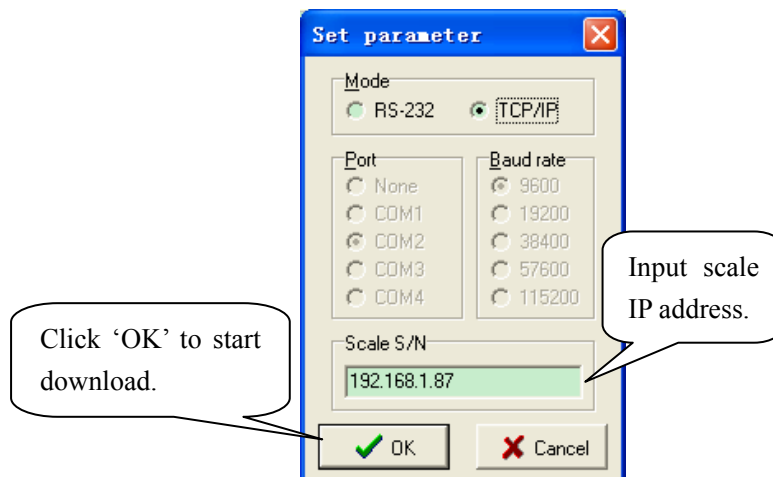 Set parameter
Mode
RS-232 TCP/IP
Port Baud rate
None 9600
COM1 19200
COM2 38400
COM3 57600
COM4 115200
Input scale
IP address.
Click ‘OK’ to start
download.
Scale S/N
192.168.1.87
OK Cancel